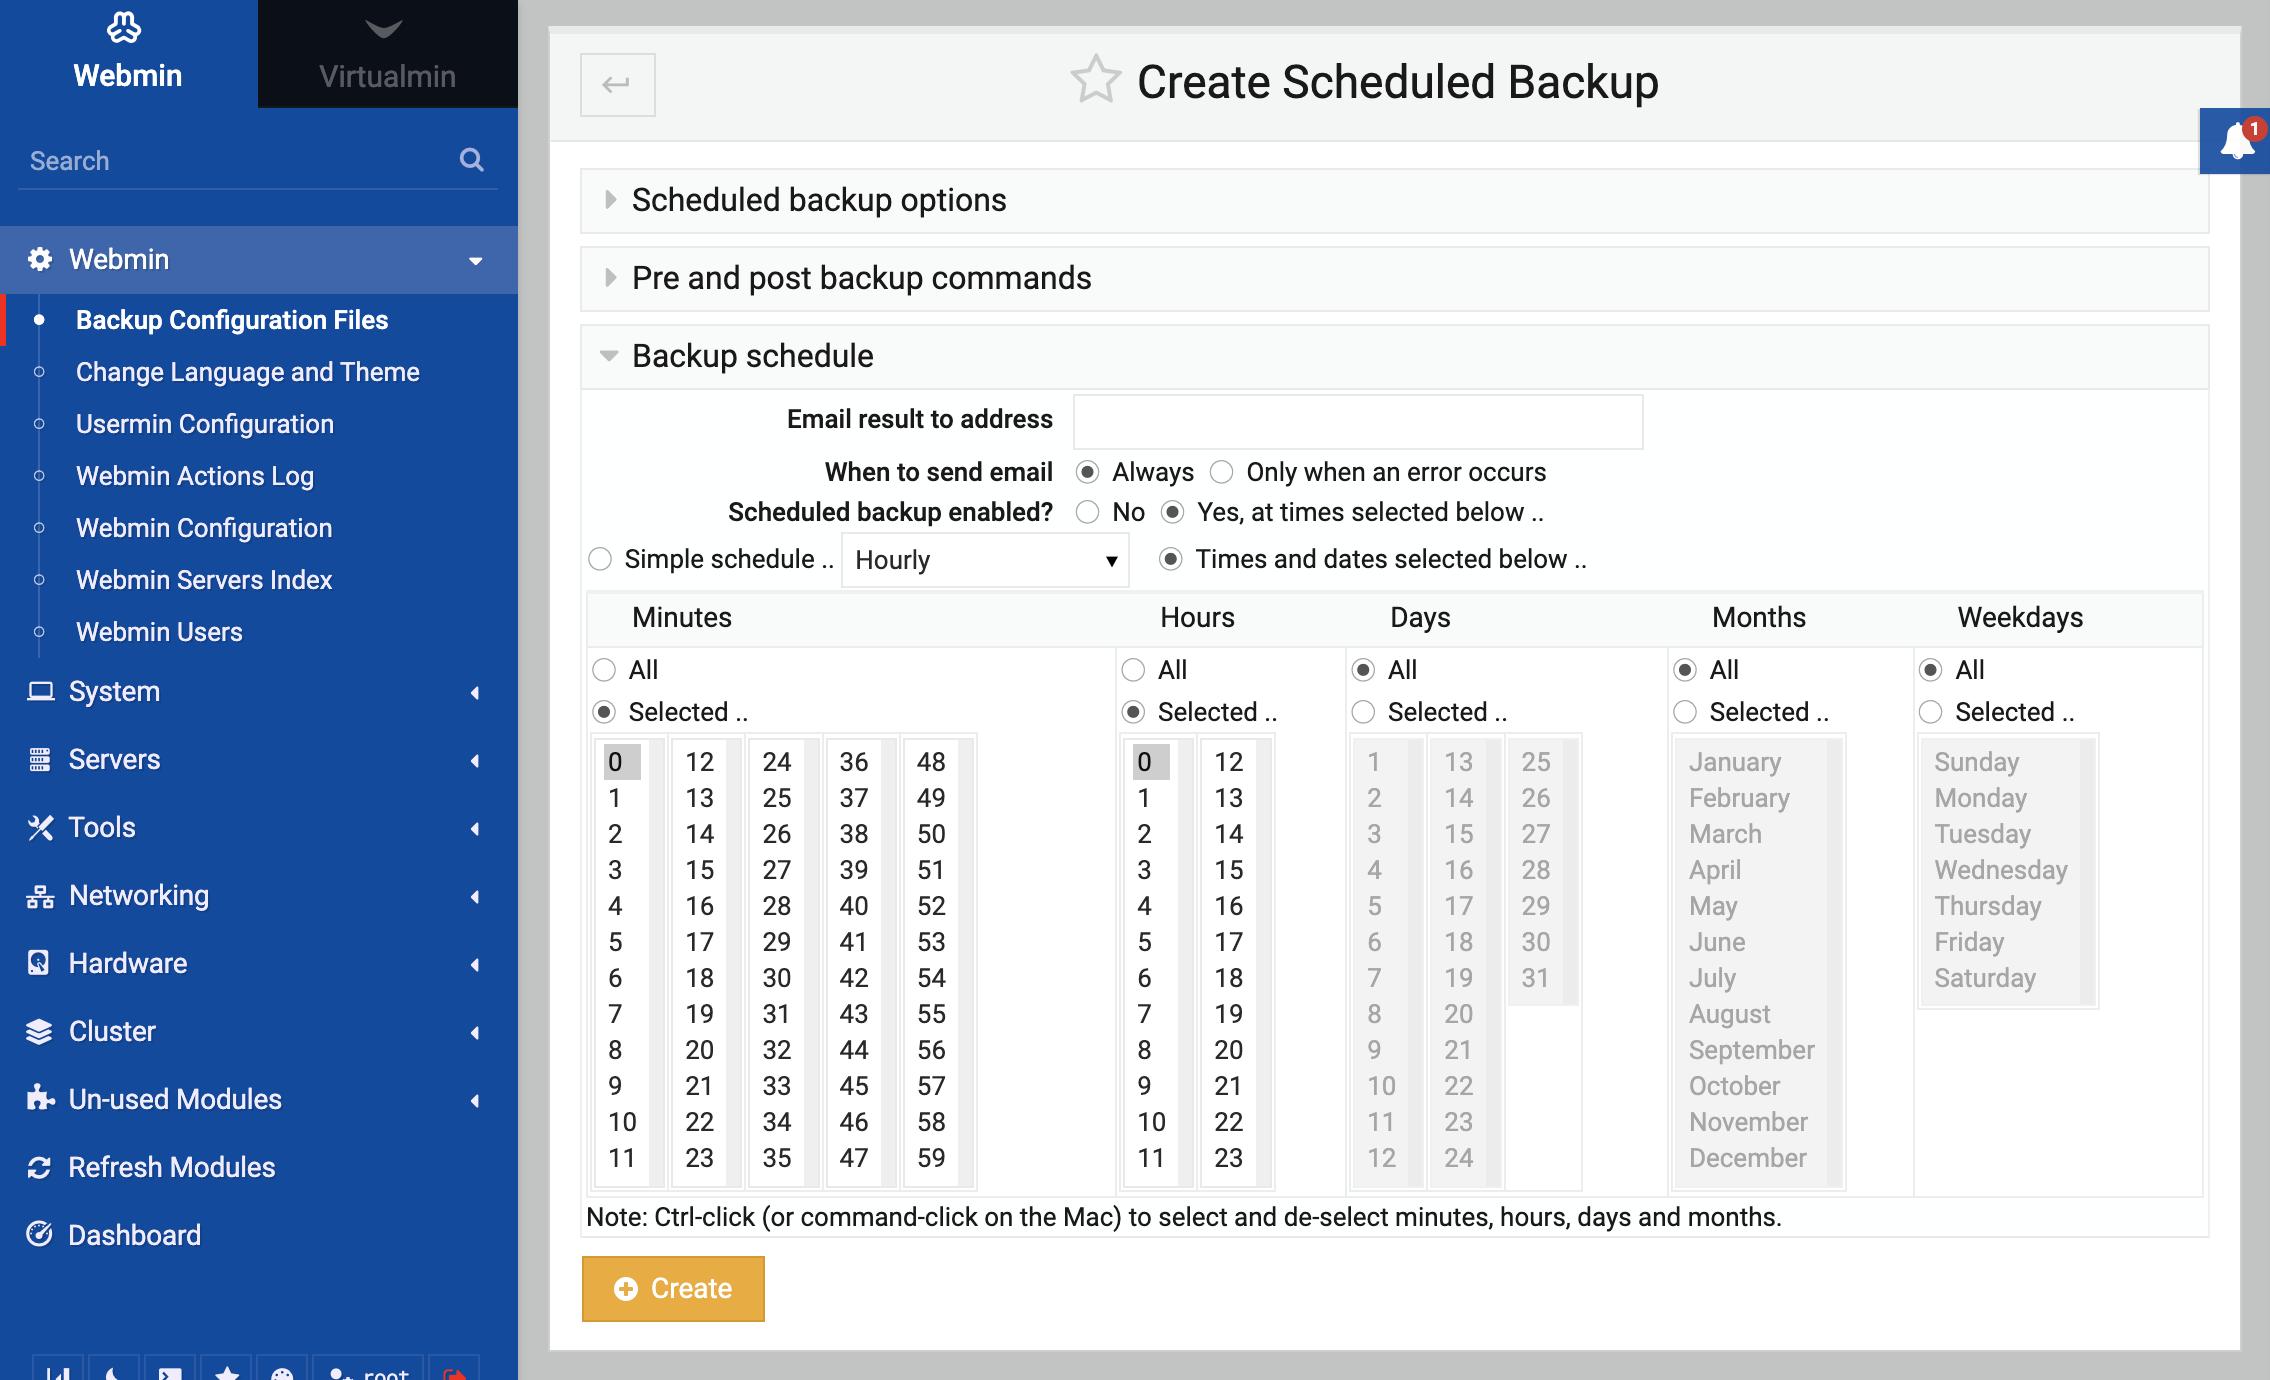 Webmin
Virtualmin
Search
Webmin
Backup Configuration Files
Change Language and Theme
Usermin Configuration
Webmin Actions Log
Webmin Configuration
Webmin Servers Index
Webmin Users
System
Servers
Tools
Networking
Hardware
Cluster
Un-used Modules
Refresh Modules
Dashboard
root
Create Scheduled Backup
1
Scheduled backup options
Pre and post backup commands
Backup schedule
Email result to address
When to send email Always Only when an error occurs
Scheduled backup enabled? No Yes, at times selected below ..
Simple schedule .. Hourly Times and dates selected below ..
Minutes Hours Days Months Weekdays
All All All All All
Selected .. Selected .. Selected .. Selected .. Selected ..
0 12 24 36 48 0 12 1 13 25 January Sunday
1 13 25 37 49 1 13 2 14 26 February Monday
2 14 26 38 50 2 14 3 15 27 March Tuesday
3 15 27 39 51 3 15 4 16 28 April Wednesday
4 16 28 40 52 4 16 5 17 29 May Thursday
5 17 29 41 53 5 17 6 18 30 June Friday
6 18 30 42 54 6 18 7 19 31 July Saturday
7 19 31 43 55 7 19 8 20 August
8 20 32 44 56 8 20 9 21 September
9 21 33 45 57 9 21 10 22 October
10 22 34 46 58 10 22 11 23 November
11 23 35 47 59 11 23 12 24 December
Note: Ctrl-click (or command-click on the Mac) to select and de-select minutes, hours, days and months.
Create